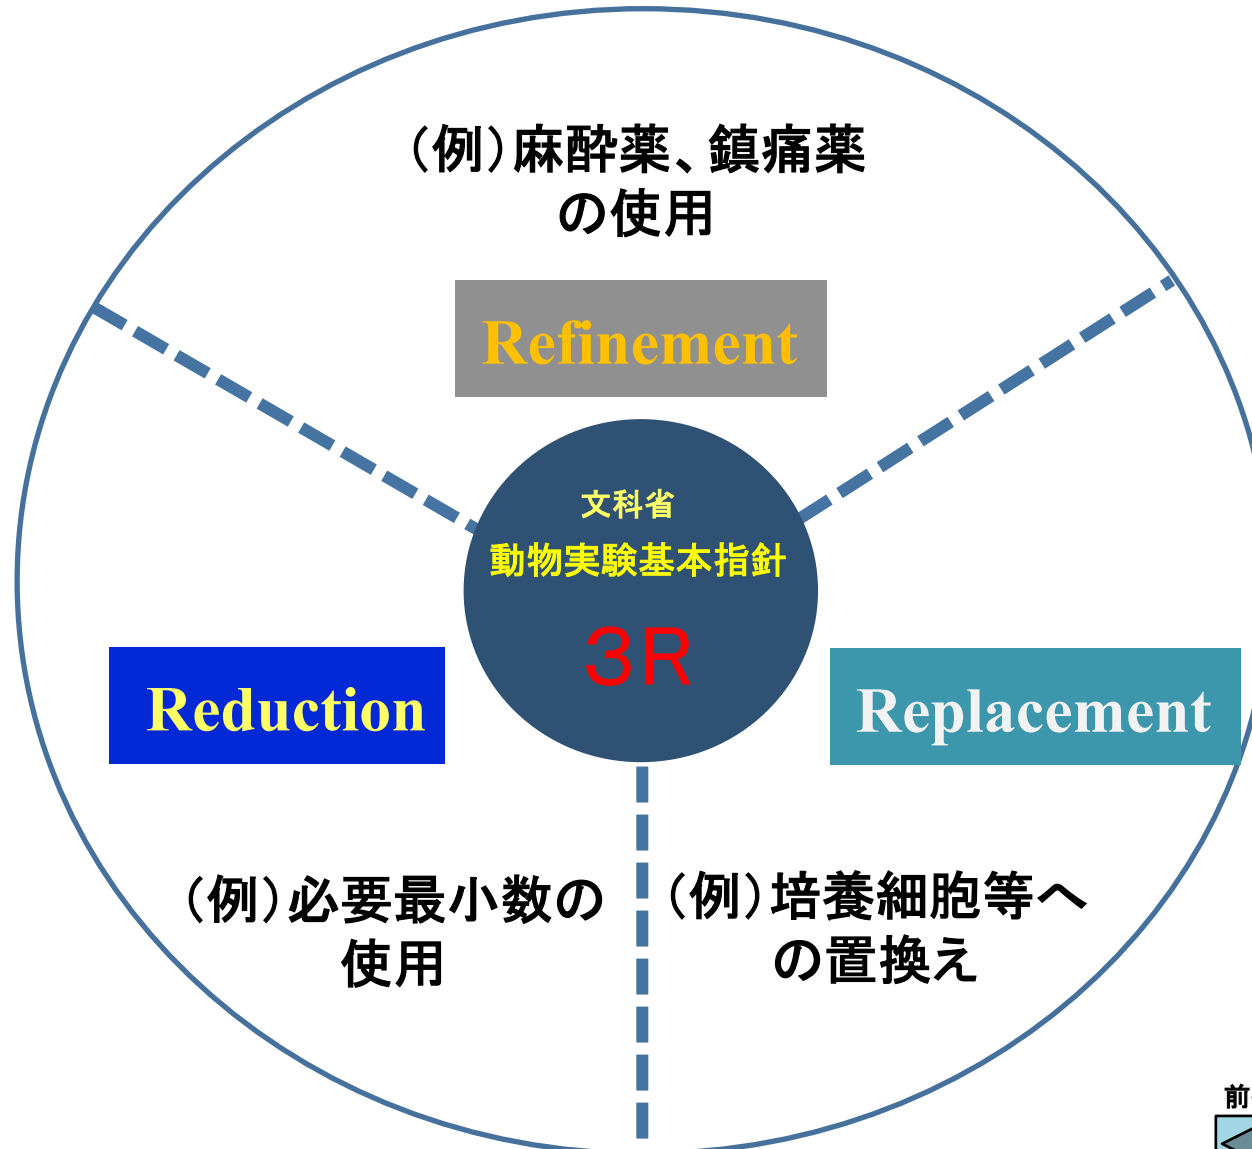 （例）麻酔薬、鎮痛薬
の使用
Refinement
文科省
動物実験基本指針
3R
Reduction
Replacement
（例）必要最小数の
使用
（例）培養細胞等へ
の置換え
前